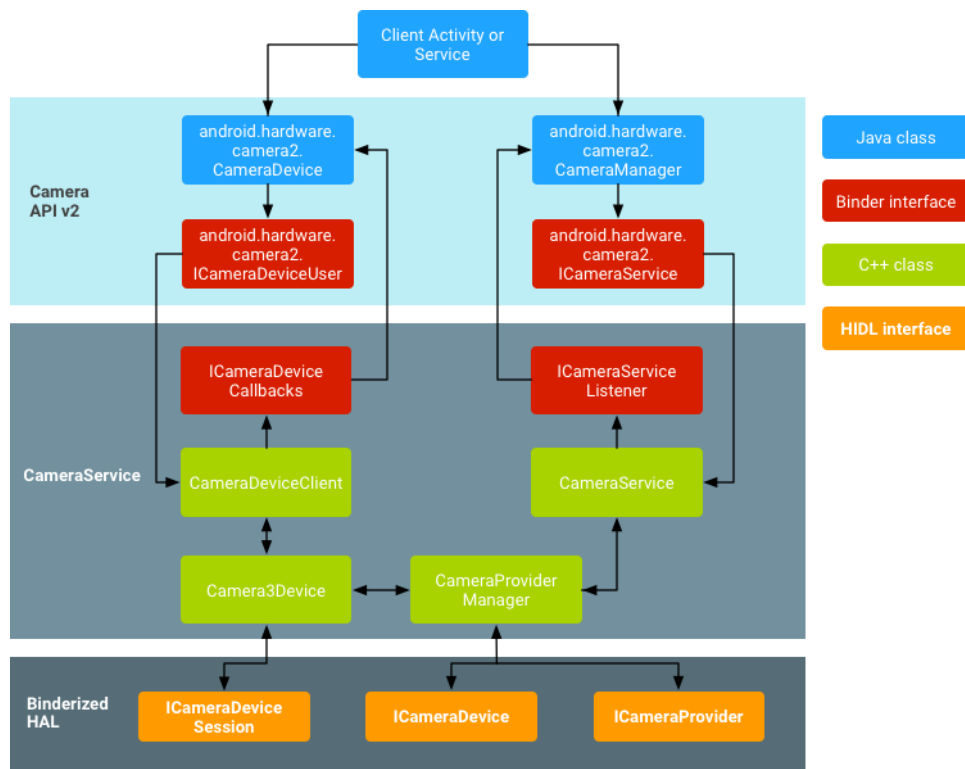 Client Activity or
Service
android.hardware.
camera2.
CameraDevice
android.hardware.
camera2.
CameraManager
Java class
Camera
API v2
Binder interface
android.hardware.
camera2.
ICameraDeviceUser
android.hardware.
camera2.
ICameraService
C++ class
HIDL interface
ICameraDevice
Callbacks
ICameraService
Listener
CameraService
CameraDeviceClient
CameraService
Camera3Device
CameraProvider
Manager
Binderized
HAL
ICameraDevice
Session
ICameraDevice
ICameraProvider